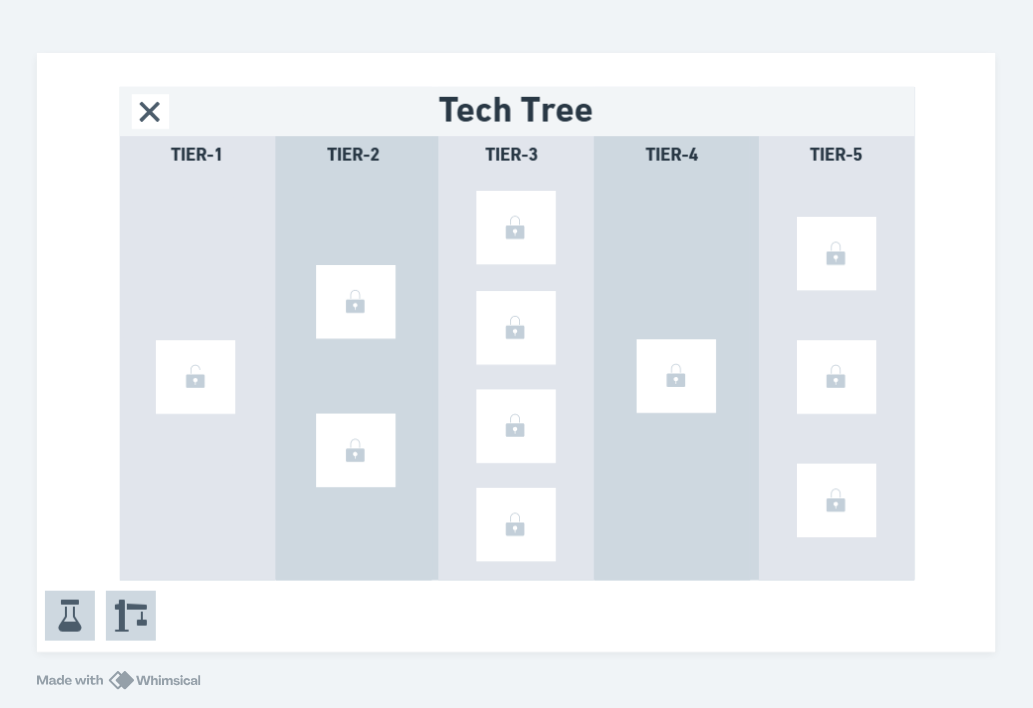 Tech Tree
TIER-1
TIER-2
TIER-3
TIER-4
TIER-5
Made with Whimsical